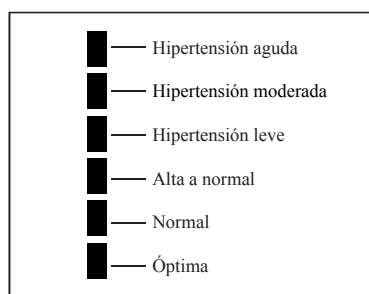 Hipertensión aguda
Hipertensión moderada
Hipertensión leve
Alta a normal
Normal
Óptima